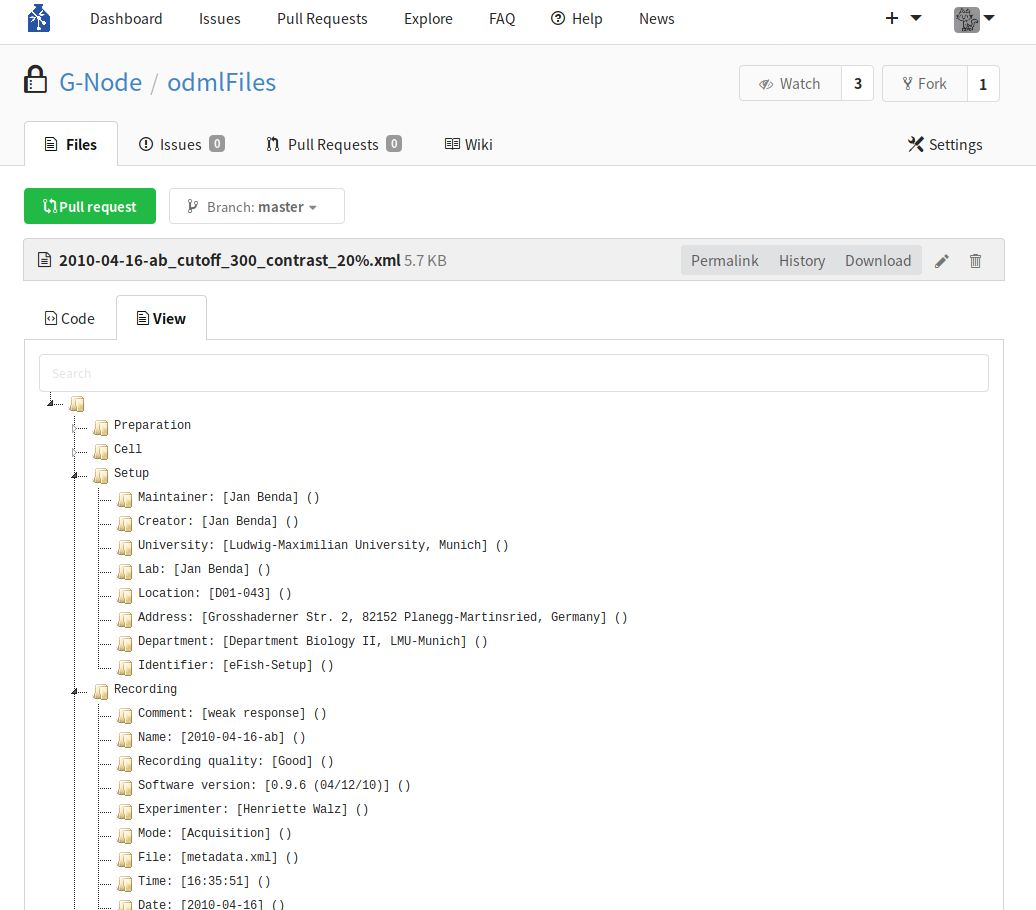 Dashboard Issues Pull Requests Explore FAQ Help News
G-Node / odmlFiles Watch 3 Fork 1
Files Issues 0 Pull Requests 0 Wiki Settings
Pull request Branch: master
2010-04-16-ab_cutoff_300_contrast_20%.xml 5.7 KB Permalink History Download
Code View
Search
Preparation
Cell
Setup
Maintainer: [Jan Benda] ()
Creator: [Jan Benda] ()
University: [Ludwig-Maximilian University, Munich] ()
Lab: [Jan Benda] ()
Location: [D01-043] ()
Address: [Grosshaderner Str. 2, 82152 Planegg-Martinsried, Germany] ()
Department: [Department Biology II, LMU-Munich] ()
Identifier: [eFish-Setup] ()
Recording
Comment: [weak response] ()
Name: [2010-04-16-ab] ()
Recording quality: [Good] ()
Software version: [0.9.6 (04/12/10)] ()
Experimenter: [Henriette Walz] ()
Mode: [Acquisition] ()
File: [metadata.xml] ()
Time: [16:35:51] ()
Date: [2010-04-16] ()